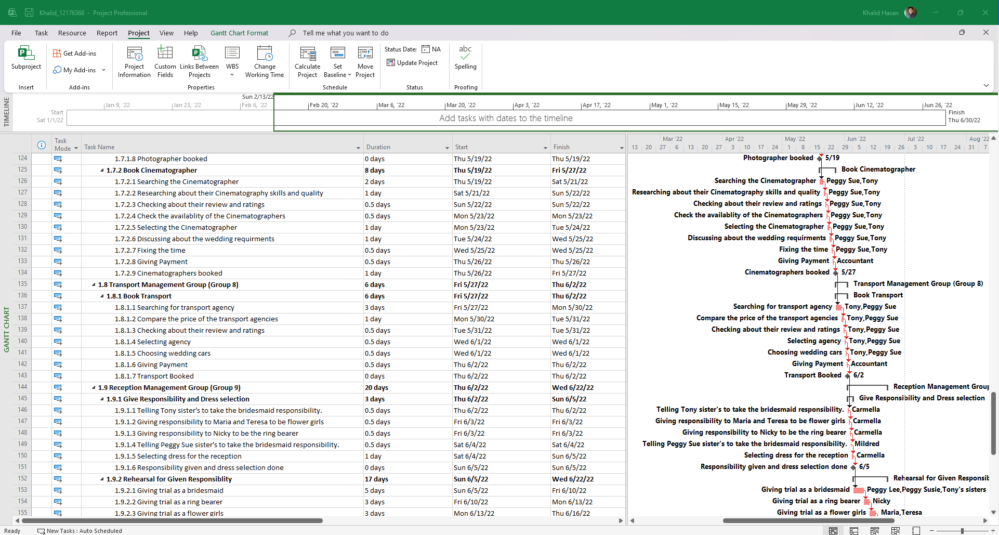 Khalid_12176368 - Project Professional
Khalid Hasan
File Task Resource Report Project View Help Gantt Chart Format Tell me what you want to do
Subproject
Insert
Get Add-ins
My Add-ins
Add-ins
Project Information
Custom Fields
Links Between Projects
WBS
Change Working Time
Properties
Calculate Project
Set Baseline
Move Project
Schedule
Status Date: NA
Update Project
Status
abc
Spelling
Proofing
TIMELINE
Sun 2/13/22
Jan 9, '22 Jan 23, '22 Feb 6, '22 Feb 20, '22 Mar 6, '22 Mar 20, '22 Apr 3, '22 Apr 17, '22 May 1, '22 May 15, '22 May 29, '22 Jun 12, '22 Jun 26, '22
Start
Sat 1/1/22
Add tasks with dates to the timeline
Finish
Thu 6/30/22
GANTT CHART
Task Mode Task Name Duration Start Finish
124 1.7.1.8 Photographer booked 0 days Thu 5/19/22 Thu 5/19/22
125 1.7.2 Book Cinematographer 8 days Thu 5/19/22 Fri 5/27/22
126 1.7.2.1 Searching the Cinematographer 2 days Thu 5/19/22 Sat 5/21/22
127 1.7.2.2 Researching about their Cinematography skills and quality 1 day Sat 5/21/22 Sun 5/22/22
128 1.7.2.3 Checking about their review and ratings 0.5 days Sun 5/22/22 Sun 5/22/22
129 1.7.2.4 Check the availablity of the Cinematographers 0.5 days Mon 5/23/22 Mon 5/23/22
130 1.7.2.5 Selecting the Cinematographer 1 day Mon 5/23/22 Tue 5/24/22
131 1.7.2.6 Discussing about the wedding requirments 1 day Tue 5/24/22 Wed 5/25/22
132 1.7.2.7 Fixing the time 0.5 days Wed 5/25/22 Wed 5/25/22
133 1.7.2.8 Giving Payment 0.5 days Thu 5/26/22 Thu 5/26/22
134 1.7.2.9 Cinematographers booked 1 day Thu 5/26/22 Fri 5/27/22
135 1.8 Transport Management Group (Group 8) 6 days Fri 5/27/22 Thu 6/2/22
136 1.8.1 Book Transport 6 days Fri 5/27/22 Thu 6/2/22
137 1.8.1.1 Searching for transport agency 3 days Fri 5/27/22 Mon 5/30/22
138 1.8.1.2 Compare the price of the transport agencies 1 day Mon 5/30/22 Tue 5/31/22
139 1.8.1.3 Checking about their review and ratings 0.5 days Tue 5/31/22 Tue 5/31/22
140 1.8.1.4 Selecting agency 0.5 days Wed 6/1/22 Wed 6/1/22
141 1.8.1.5 Choosing wedding cars 0.5 days Wed 6/1/22 Wed 6/1/22
142 1.8.1.6 Giving Payment 0.5 days Thu 6/2/22 Thu 6/2/22
143 1.8.1.7 Transport Booked 0 days Thu 6/2/22 Thu 6/2/22
144 1.9 Reception Management Group (Group 9) 20 days Thu 6/2/22 Wed 6/22/22
145 1.9.1 Give Responsibility and Dress selection 3 days Thu 6/2/22 Sun 6/5/22
146 1.9.1.1 Telling Tony sister's to take the bridesmaid responsibility. 0.5 days Thu 6/2/22 Thu 6/2/22
147 1.9.1.2 Giving responsibility to Maria and Teresa to be flower girls 0.5 days Fri 6/3/22 Fri 6/3/22
148 1.9.1.3 Giving responsibility to Nicky to be the ring bearer 0.5 days Fri 6/3/22 Fri 6/3/22
149 1.9.1.4 Telling Peggy Sue sister's to take the bridesmaid responsibility. 0.5 days Sat 6/4/22 Sat 6/4/22
150 1.9.1.5 Selecting dress for the reception 1 day Sat 6/4/22 Sun 6/5/22
151 1.9.1.6 Responsibility given and dress selection done 0 days Sun 6/5/22 Sun 6/5/22
152 1.9.2 Rehearsal for Given Responsiblity 17 days Sun 6/5/22 Wed 6/22/22
153 1.9.2.1 Giving trial as a bridesmaid 5 days Sun 6/5/22 Fri 6/10/22
154 1.9.2.2 Giving trial as a ring bearer 3 days Fri 6/10/22 Mon 6/13/22
155 1.9.2.3 Giving trial as a flower girls 3 days Mon 6/13/22 Thu 6/16/22
Mar '22 Apr '22 May '22 Jun '22 Jul '22 Aug '22
13 20 27 6 13 20 27 3 10 17 24 1 8 15 22 29 5 12 19 26 3 10 17 24 31 7
Photographer booked 5/19
Book Cinematographer
Searching the Cinematographer Peggy Sue,Tony
Researching about their Cinematography skills and quality Peggy Sue,Tony
Checking about their review and ratings Peggy Sue,Tony
Check the availablity of the Cinematographers Peggy Sue,Tony
Selecting the Cinematographer Peggy Sue,Tony
Discussing about the wedding requirments Peggy Sue,Tony
Fixing the time Peggy Sue,Tony
Giving Payment Accountant
Cinematographers booked 5/27
Transport Management Group (Group 8)
Book Transport
Searching for transport agency Tony,Peggy Sue
Compare the price of the transport agencies Tony,Peggy Sue
Checking about their review and ratings Tony,Peggy Sue
Selecting agency Tony,Peggy Sue
Choosing wedding cars Tony,Peggy Sue
Giving Payment Accountant
Transport Booked 6/2
Reception Management Group
Give Responsibility and Dress selection
Telling Tony sister's to take the bridesmaid responsibility. Carmella
Giving responsibility to Maria and Teresa to be flower girls Carmella
Giving responsibility to Nicky to be the ring bearer Carmella
Telling Peggy Sue sister's to take the bridesmaid responsibility. Mildred
Selecting dress for the reception Carmella
Responsibility given and dress selection done 6/5
Rehearsal for Given Responsib
Giving trial as a bridesmaid Peggy Lee,Peggy Susie,Tony's sisters
Giving trial as a ring bearer Nicky
Giving trial as a flower girls Maria,Teresa
Ready New Tasks : Auto Scheduled